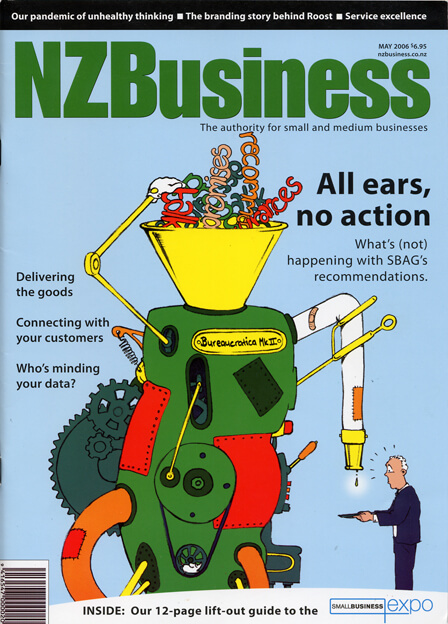 Our pandemic of unhealthy thinking ■ The branding story behind Roost ■ Service excellence
MAY 2006 $6.95
nzbusiness.co.nz
NZBusiness
The authority for small and medium businesses
All ears,
no action
What's (not)
happening with SBAG's
recommendations.
Delivering
the goods
Connecting with
your customers
Who's minding
your data?
Bureaucratica Mk II
promises
INSIDE: Our 12-page lift-out guide to the
SMALLBUSINESS expo